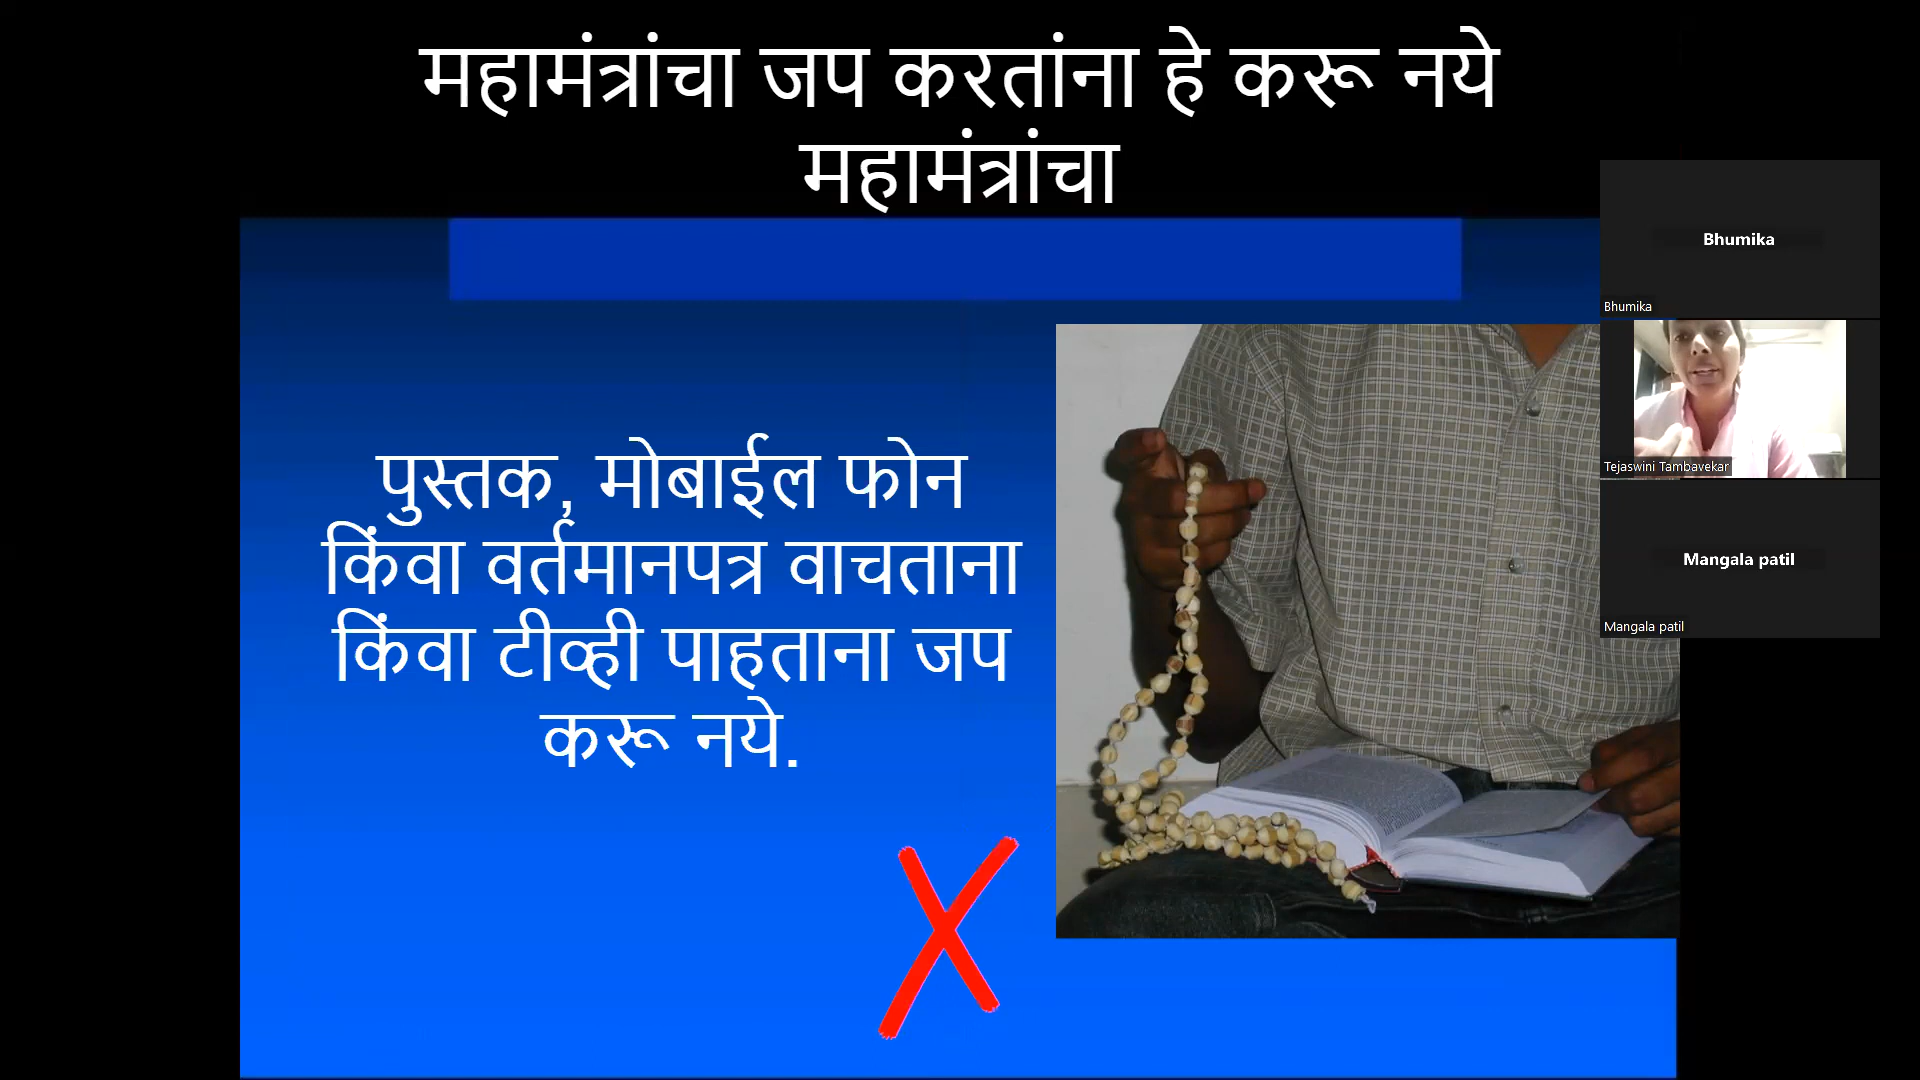 महामंत्रांचा जप करतांना हे करू नये
महामंत्रांचा
पुस्तक, मोबाईल फोन
किंवा वर्तमानपत्र वाचताना
किंवा टीव्ही पाहताना जप
करू नये.
Bhumika
Bhumika
Tejaswini Tambavekar
Mangala patil
Mangala patil